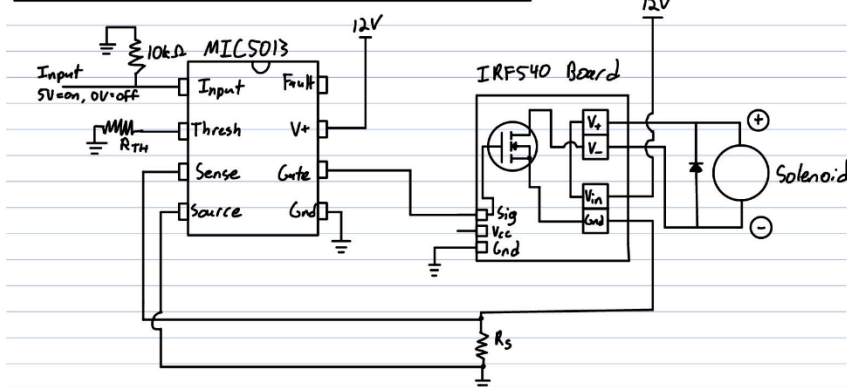 12V
12V
10kΩ
MIC5013
Input
5V=on, 0V=off
Input
Fault
Thresh
V+
RTH
Sense
Gate
Source
Gnd
IRF540 Board
V+
V-
Vin
Gnd
Sig
Vcc
Gnd
+
Solenoid
-
Rs